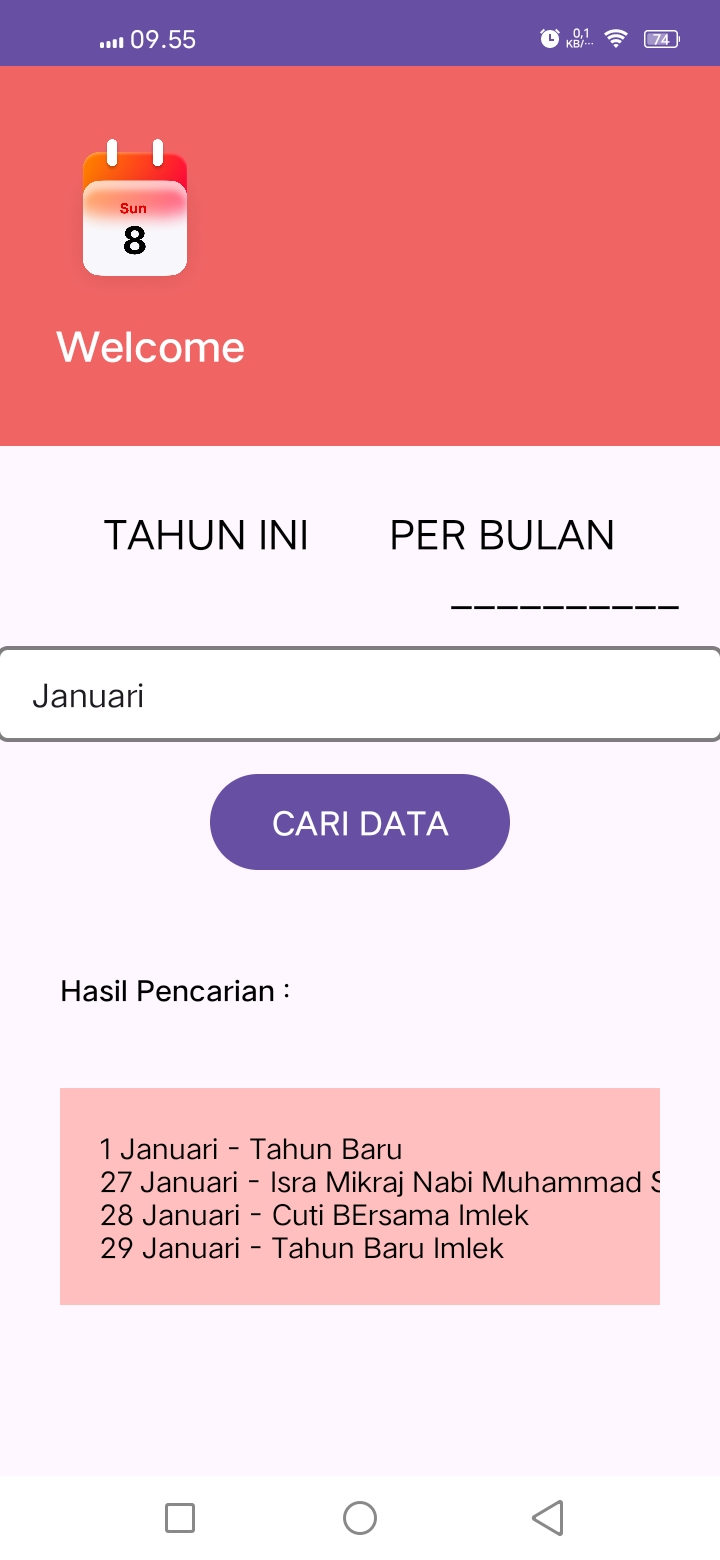 09.55
0,1
KB/...
74
Sun
8
Welcome
TAHUN INI
PER BULAN
__________
Januari
CARI DATA
Hasil Pencarian :
1 Januari - Tahun Baru
27 Januari - Isra Mikraj Nabi Muhammad S
28 Januari - Cuti BErsama Imlek
29 Januari - Tahun Baru Imlek